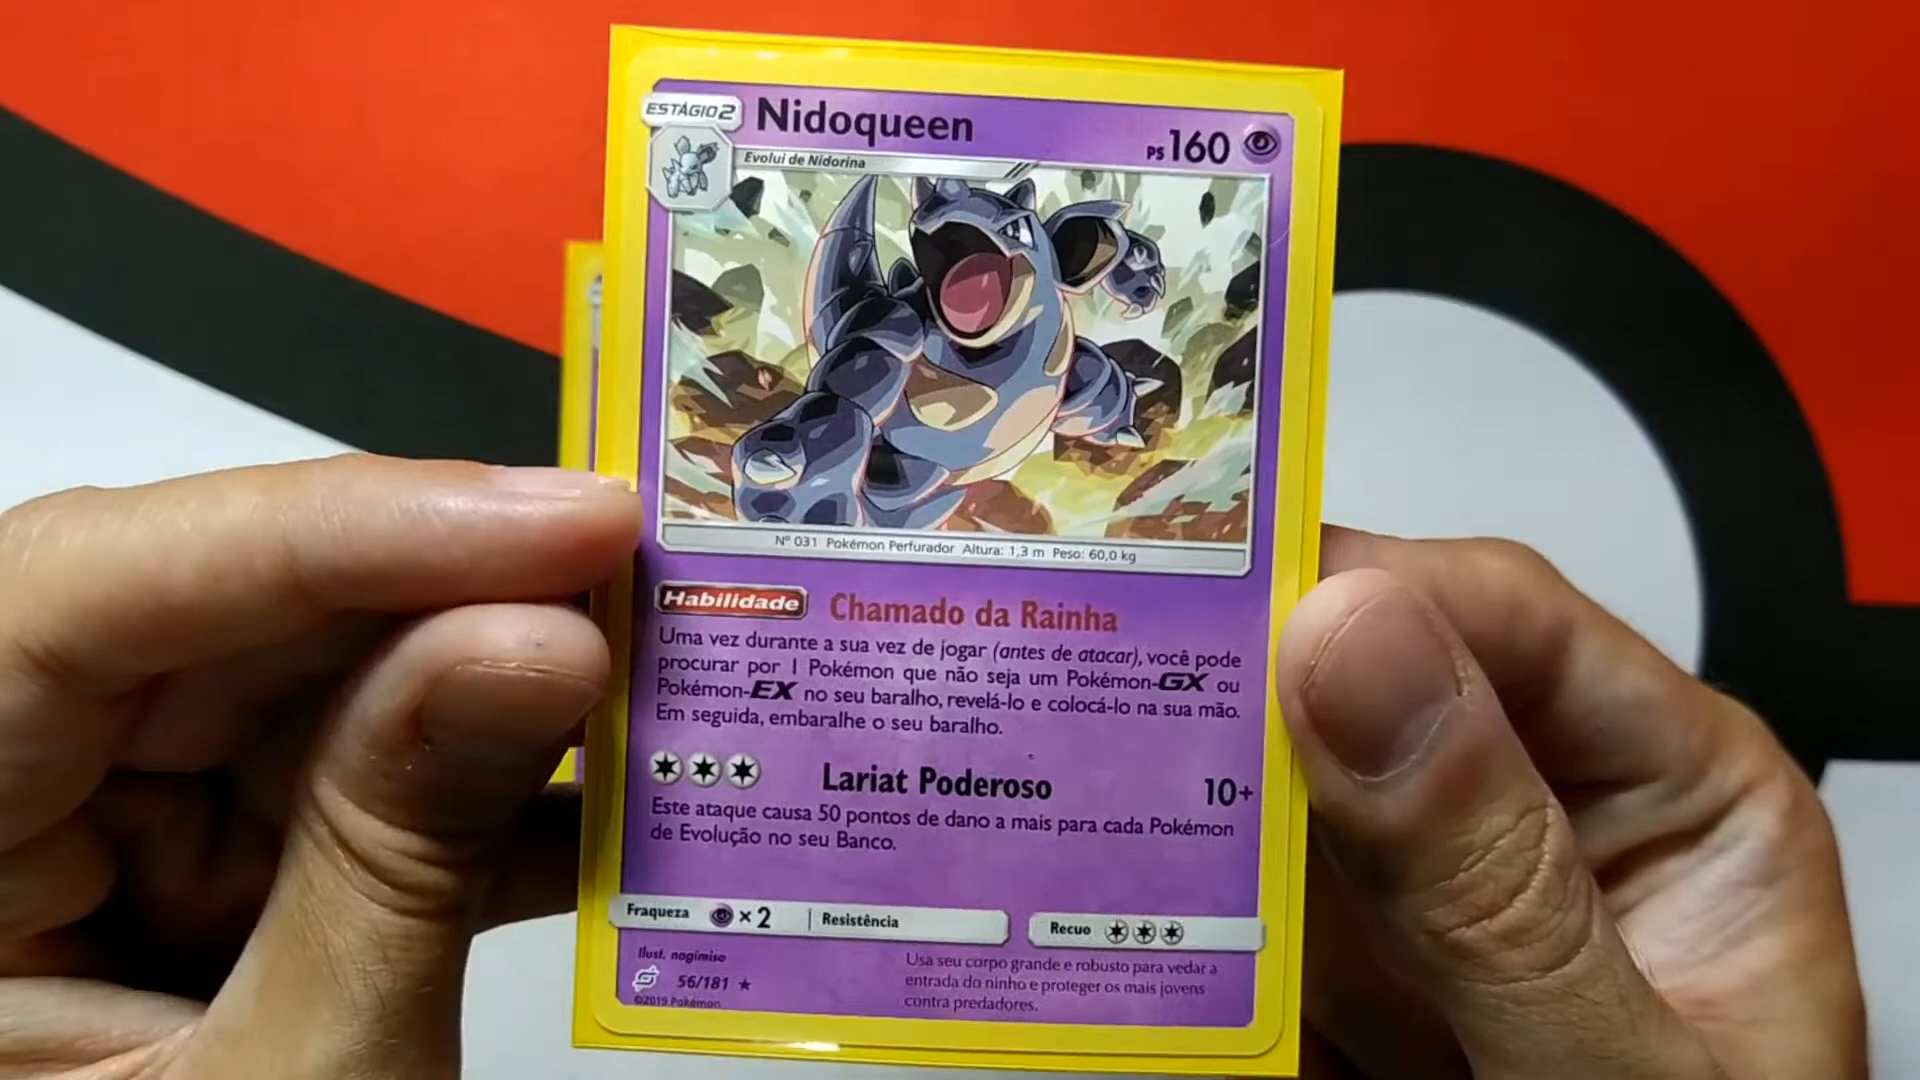 ESTÁGIO2
Nidoqueen
PS160
Evolui de Nidorina
Nº 031 Pokémon Perfurador Altura: 1,3 m Peso: 60,0 kg
Habilidade Chamado da Rainha
Uma vez durante a sua vez de jogar (antes de atacar), você pode
procurar por 1 Pokémon que não seja um Pokémon-GX ou
Pokémon-EX no seu baralho, revelá-lo e colocá-lo na sua mão.
Em seguida, embaralhe o seu baralho.
Lariat Poderoso 10+
Este ataque causa 50 pontos de dano a mais para cada Pokémon
de Evolução no seu Banco.
Fraqueza ×2 Resistência Recuo
Ilust. nagimiso
56/181 ★
©2019 Pokémon
Usa seu corpo grande e robusto para vedar a
entrada do ninho e proteger os mais jovens
contra predadores.